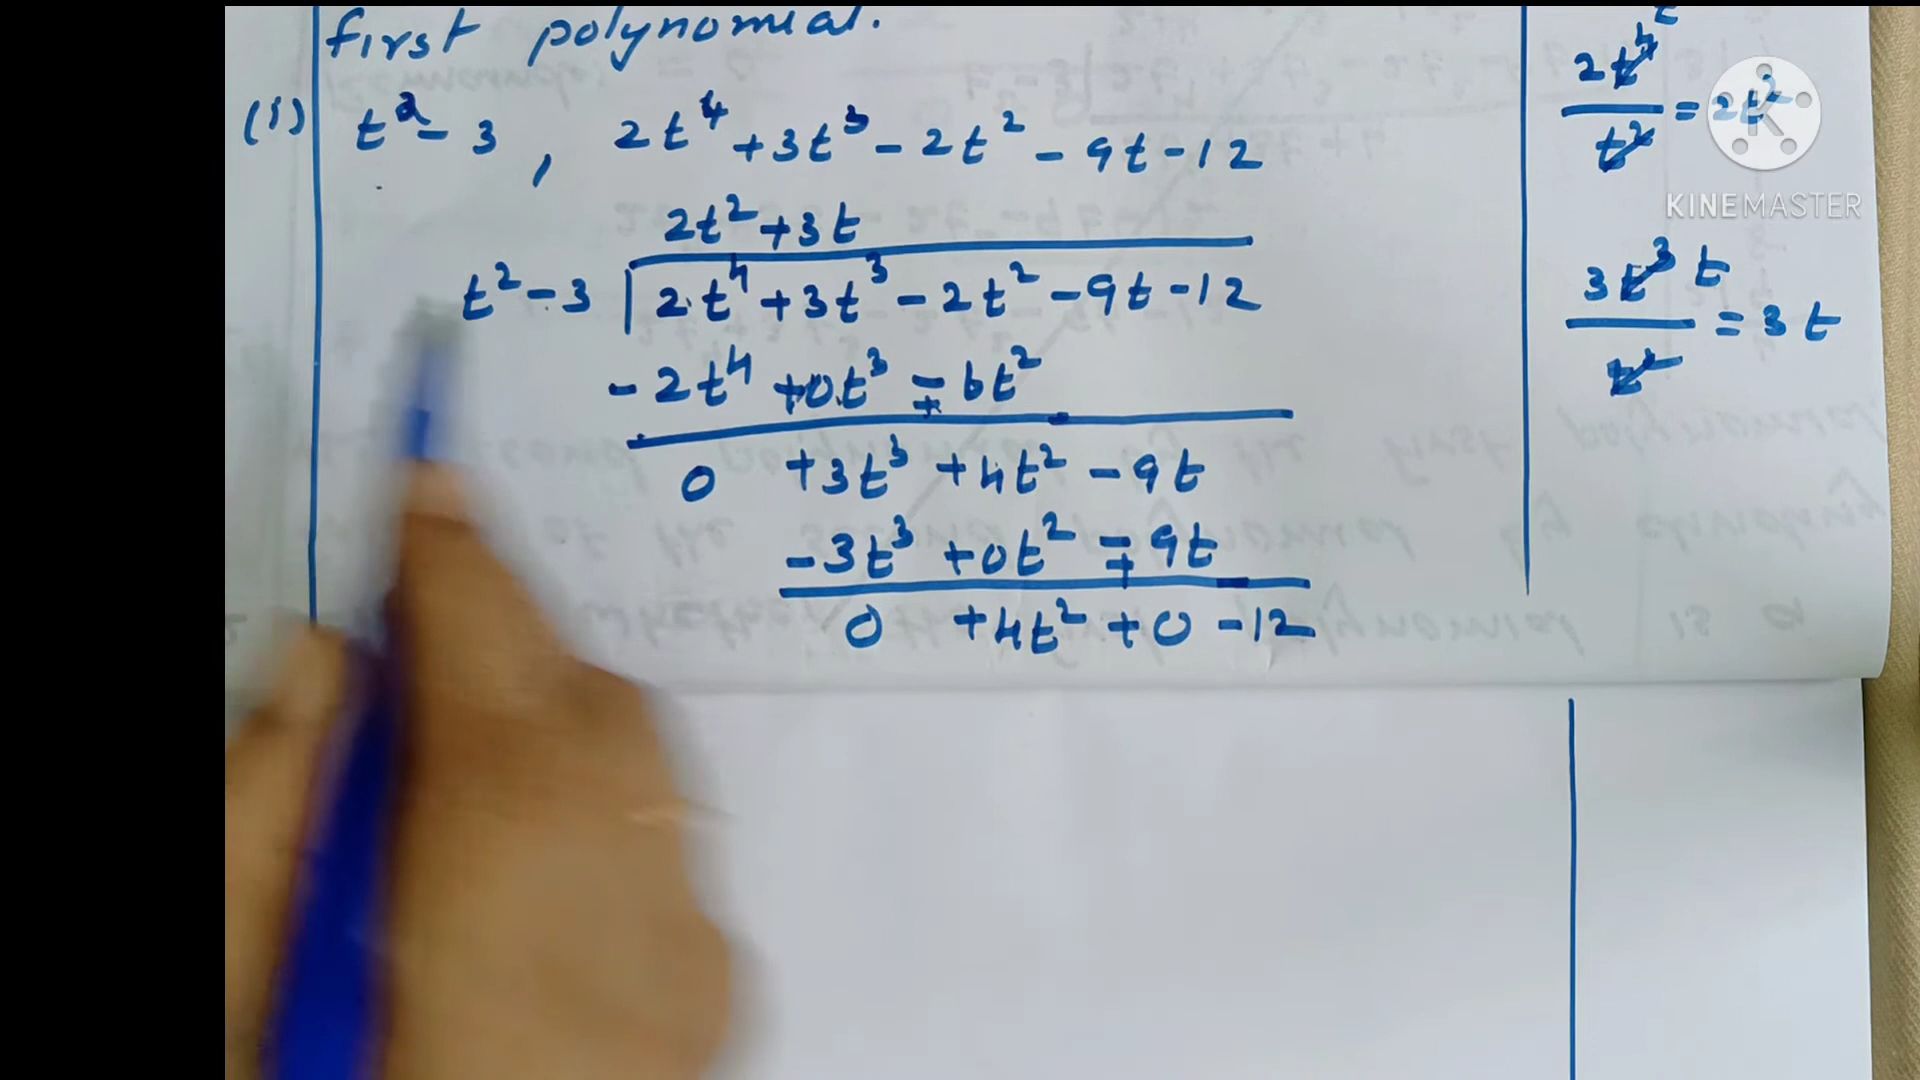 first polynomial.
(i) t² - 3 , 2t⁴ + 3t³ - 2t² - 9t - 12
2t² + 3t
t² - 3 | 2t⁴ + 3t³ - 2t² - 9t - 12
- 2t⁴ + 0t³ - 6t²
+
0 + 3t³ + 4t² - 9t
- 3t³ + 0t² - 9t
+
0 + 4t² + 0 - 12
2t⁴ / t² = 2t²
KINEMASTER
3t³ / t² = 3t
t